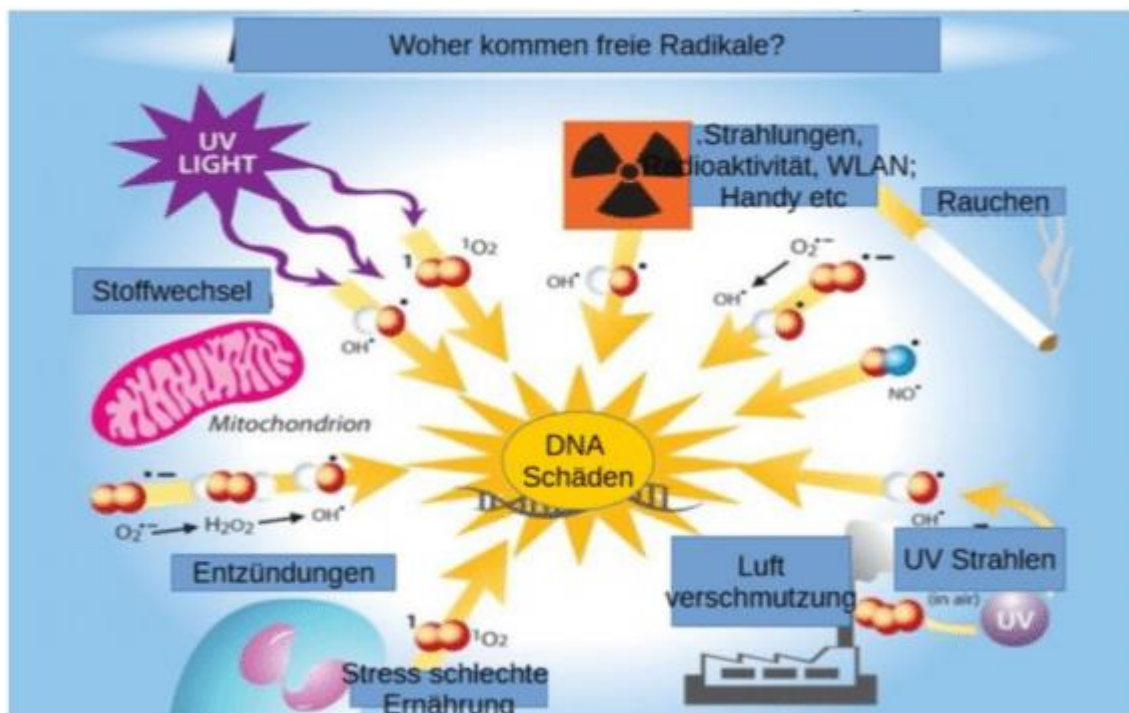 Woher kommen freie Radikale?
UV
LIGHT
.Strahlungen,
Radioaktivität, WLAN;
Handy etc
Rauchen
Stoffwechsel
1
¹O₂
OH•
OH•
O₂•−
OH•
NO•
Mitochondrion
DNA
Schäden
O₂•−
H₂O₂
OH•
OH•
Entzündungen
Luft
verschmutzung
UV Strahlen
(in air)
UV
1
¹O₂
Stress schlechte
Ernährung